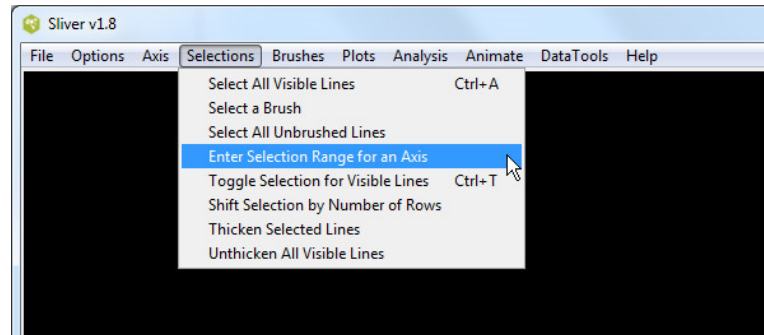 Sliver v1.8
File Options Axis Selections Brushes Plots Analysis Animate DataTools Help
Select All Visible Lines Ctrl+A
Select a Brush
Select All Unbrushed Lines
Enter Selection Range for an Axis
Toggle Selection for Visible Lines Ctrl+T
Shift Selection by Number of Rows
Thicken Selected Lines
Unthicken All Visible Lines